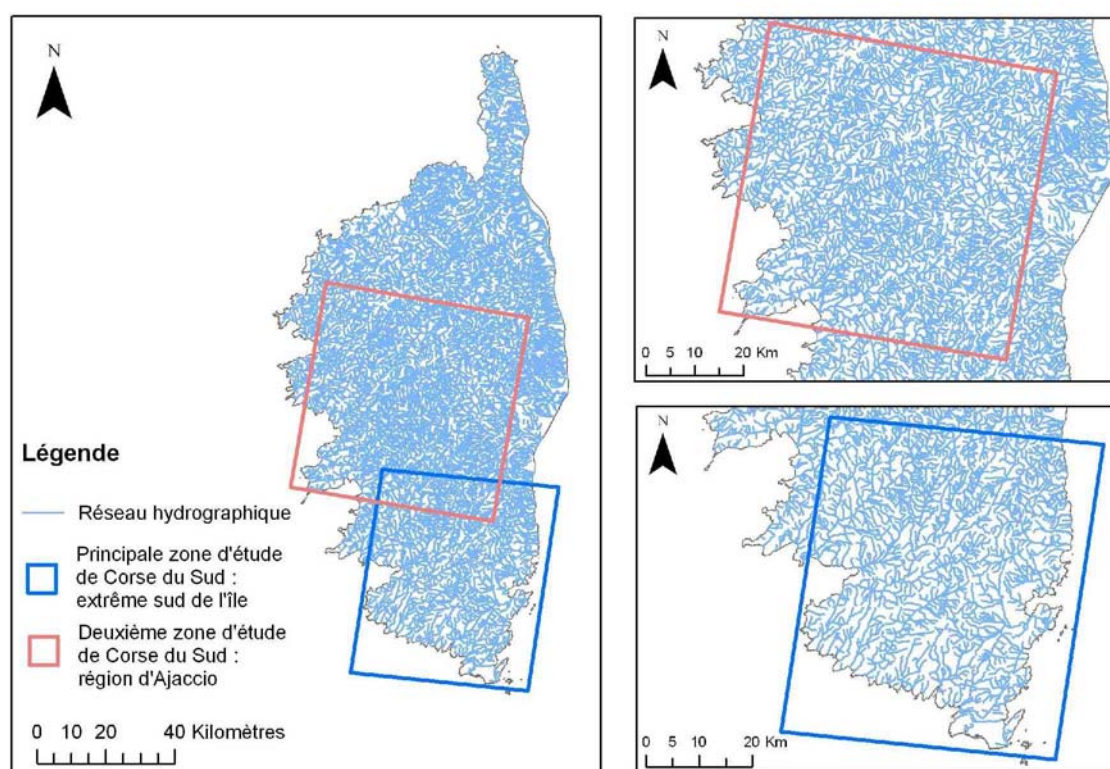 N
Légende
Réseau hydrographique
Principale zone d'étude
de Corse du Sud :
extrême sud de l'île
Deuxième zone d'étude
de Corse du Sud :
région d'Ajaccio
0 10 20 40 Kilomètres
N
0 5 10 20 Km
N
0 5 10 20 Km